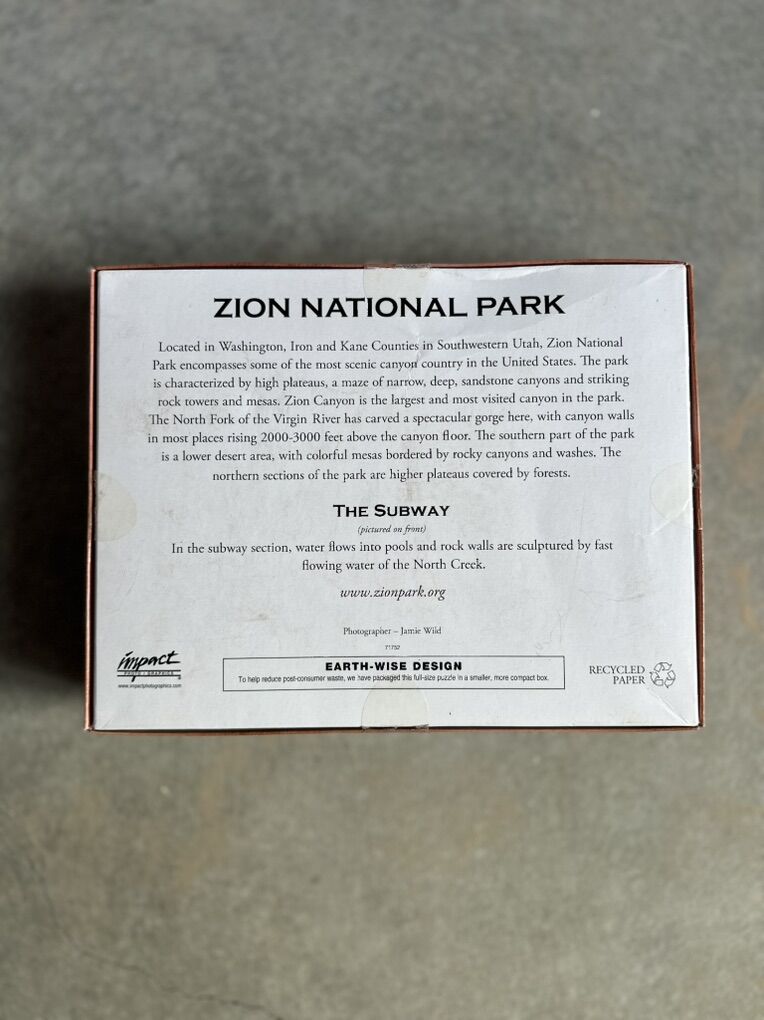 ZION NATIONAL PARK
Located in Washington, Iron and Kane Counties in Southwestern Utah, Zion National
Park encompasses some of the most scenic canyon country in the United States. The park
is characterized by high plateaus, a maze of narrow, deep, sandstone canyons and striking
rock towers and mesas. Zion Canyon is the largest and most visited canyon in the park.
The North Fork of the Virgin River has carved a spectacular gorge here, with canyon walls
in most places rising 2000-3000 feet above the canyon floor. The southern part of the park
is a lower desert area, with colorful mesas bordered by rocky canyons and washes. The
northern sections of the park are higher plateaus covered by forests.
THE SUBWAY
(pictured on front)
In the subway section, water flows into pools and rock walls are sculptured by fast
flowing water of the North Creek.
www.zionpark.org
Photographer – Jamie Wild
71752
impact
PHOTO - GRAPHICS
www.impactphotographics.com
EARTH-WISE DESIGN
To help reduce post-consumer waste, we have packaged this full-size puzzle in a smaller, more compact box.
RECYCLED
PAPER